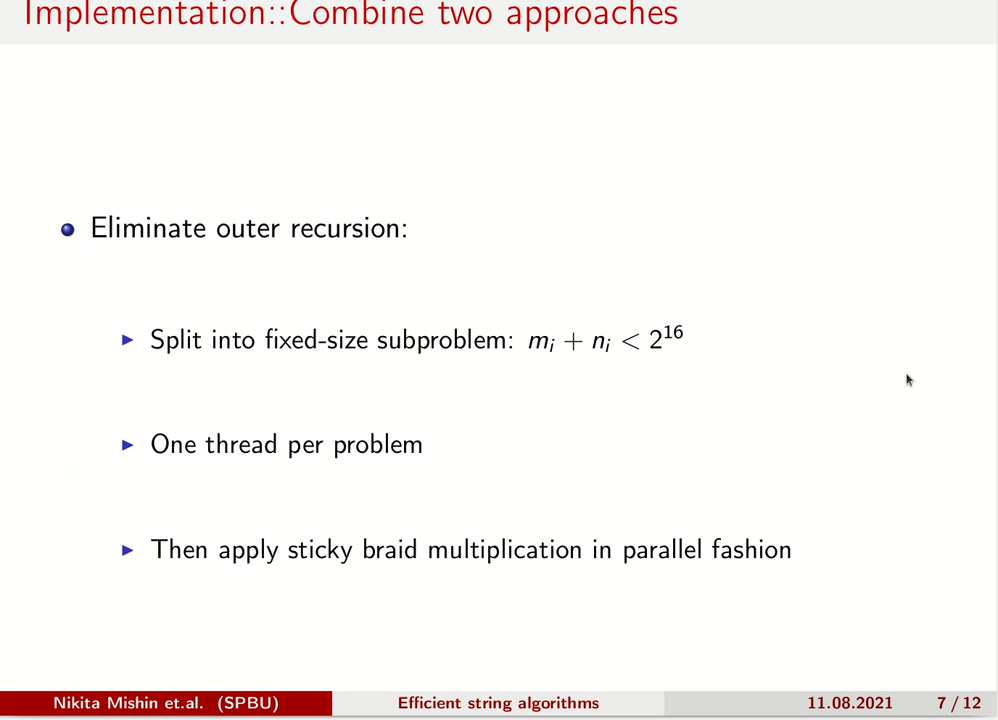 Implementation::Combine two approaches
Eliminate outer recursion:
Split into fixed-size subproblem: mᵢ + nᵢ < 2¹⁶
One thread per problem
Then apply sticky braid multiplication in parallel fashion
Nikita Mishin et.al. (SPBU) Efficient string algorithms 11.08.2021 7 / 12